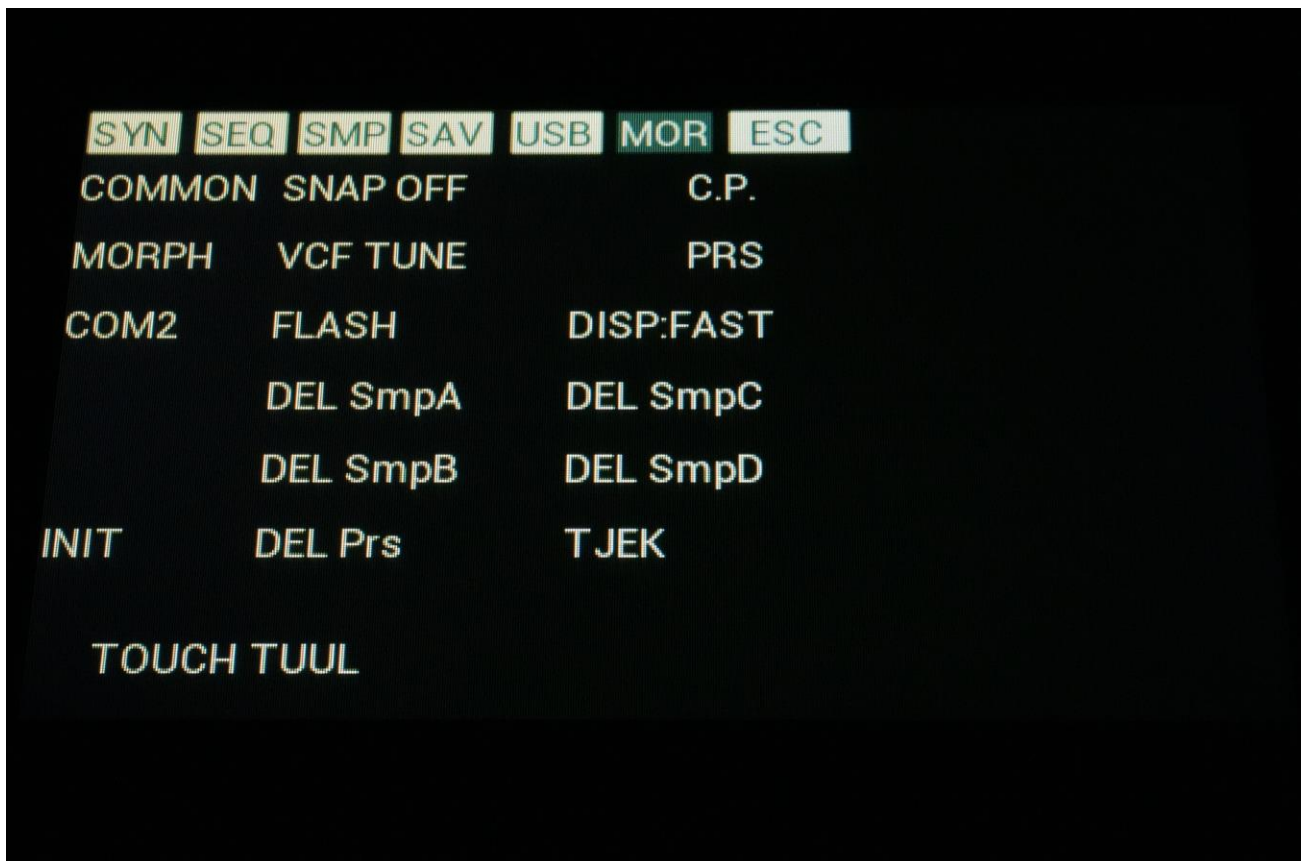 SYN SEQ SMP SAV USB MOR ESC
COMMON SNAP OFF C.P.
MORPH VCF TUNE PRS
COM2 FLASH DISP:FAST
DEL SmpA DEL SmpC
DEL SmpB DEL SmpD
INIT DEL Prs TJEK
TOUCH TUUL